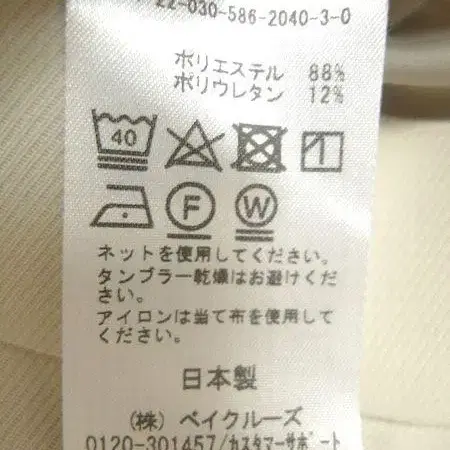 22-030-586-2040-3-0
ポリエステル 88%
ポリウレタン 12%
40
F
W
ネットを使用してください。
タンブラー乾燥はお避けくだ
さい。
アイロンは当て布を使用して
ください。
日本製
(株) ベイクルーズ
0120-301457/カスタマーサポート